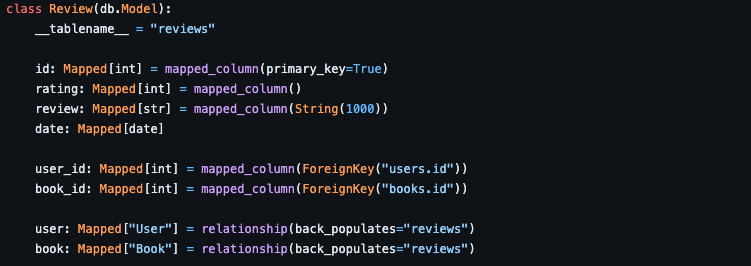 class Review(db.Model):
    __tablename__ = "reviews"

    id: Mapped[int] = mapped_column(primary_key=True)
    rating: Mapped[int] = mapped_column()
    review: Mapped[str] = mapped_column(String(1000))
    date: Mapped[date]

    user_id: Mapped[int] = mapped_column(ForeignKey("users.id"))
    book_id: Mapped[int] = mapped_column(ForeignKey("books.id"))

    user: Mapped["User"] = relationship(back_populates="reviews")
    book: Mapped["Book"] = relationship(back_populates="reviews")